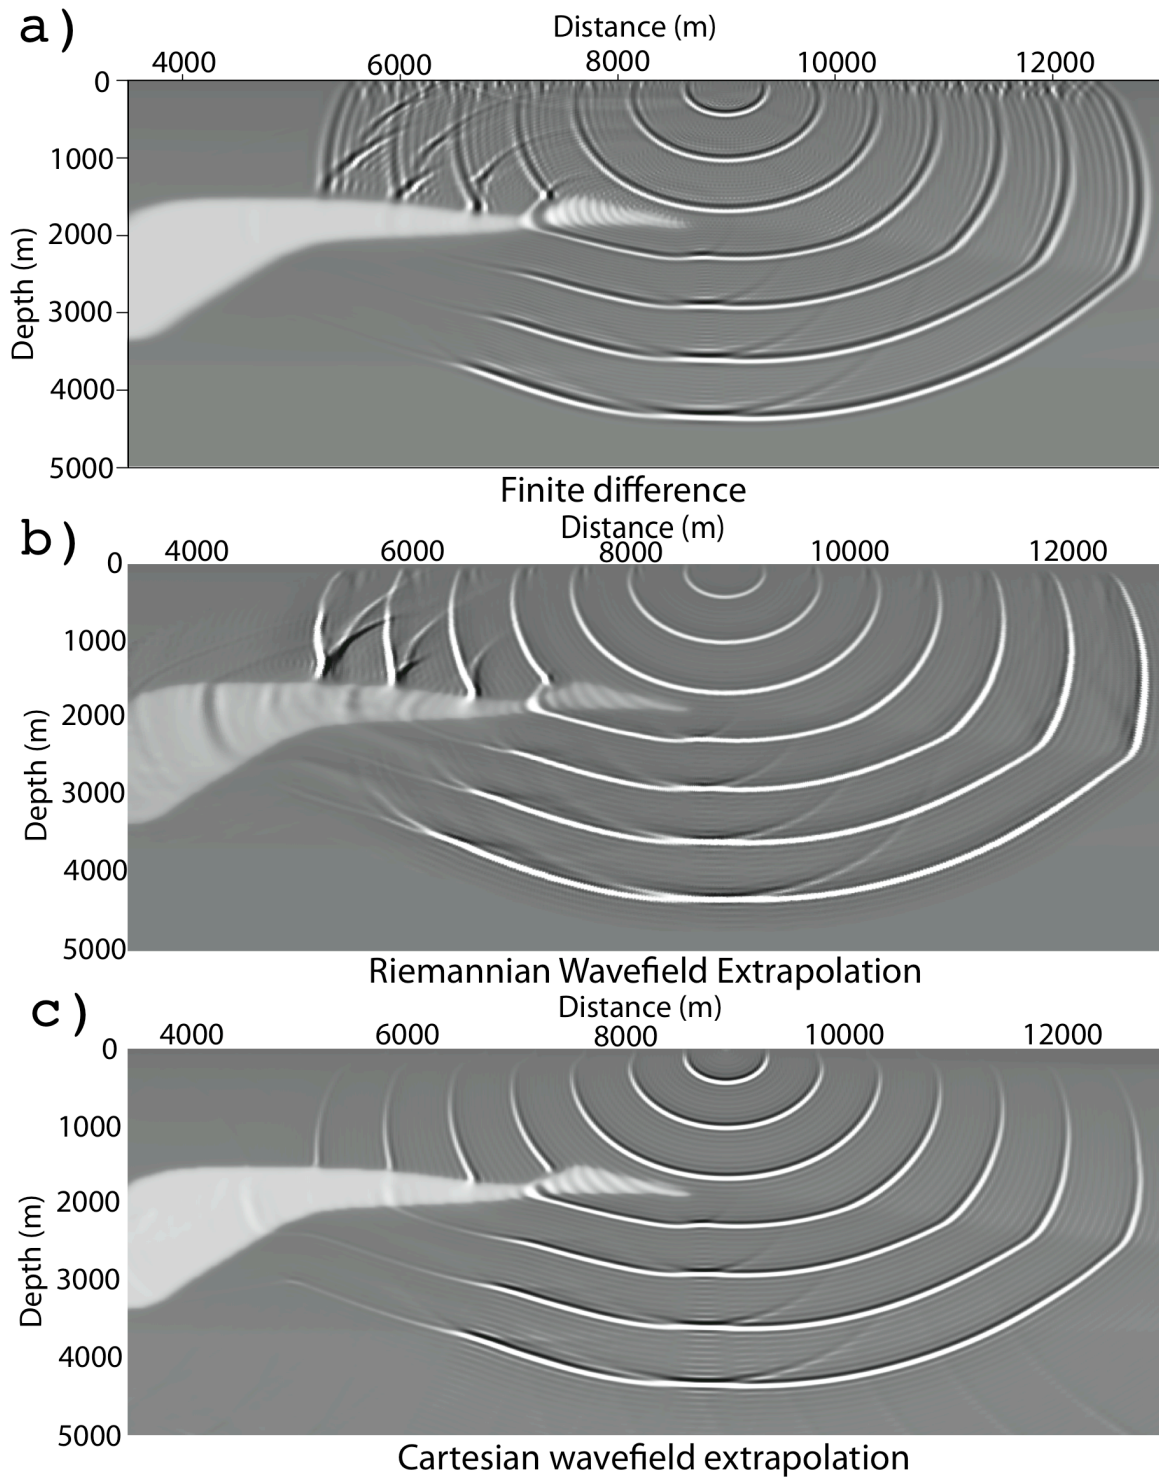 a)
Distance (m)
4000 6000 8000 10000 12000
0
1000
2000
3000
4000
5000
Depth (m)
Finite difference
b)
Distance (m)
4000 6000 8000 10000 12000
0
1000
2000
3000
4000
5000
Depth (m)
Riemannian Wavefield Extrapolation
c)
Distance (m)
4000 6000 8000 10000 12000
0
1000
2000
3000
4000
5000
Depth (m)
Cartesian wavefield extrapolation